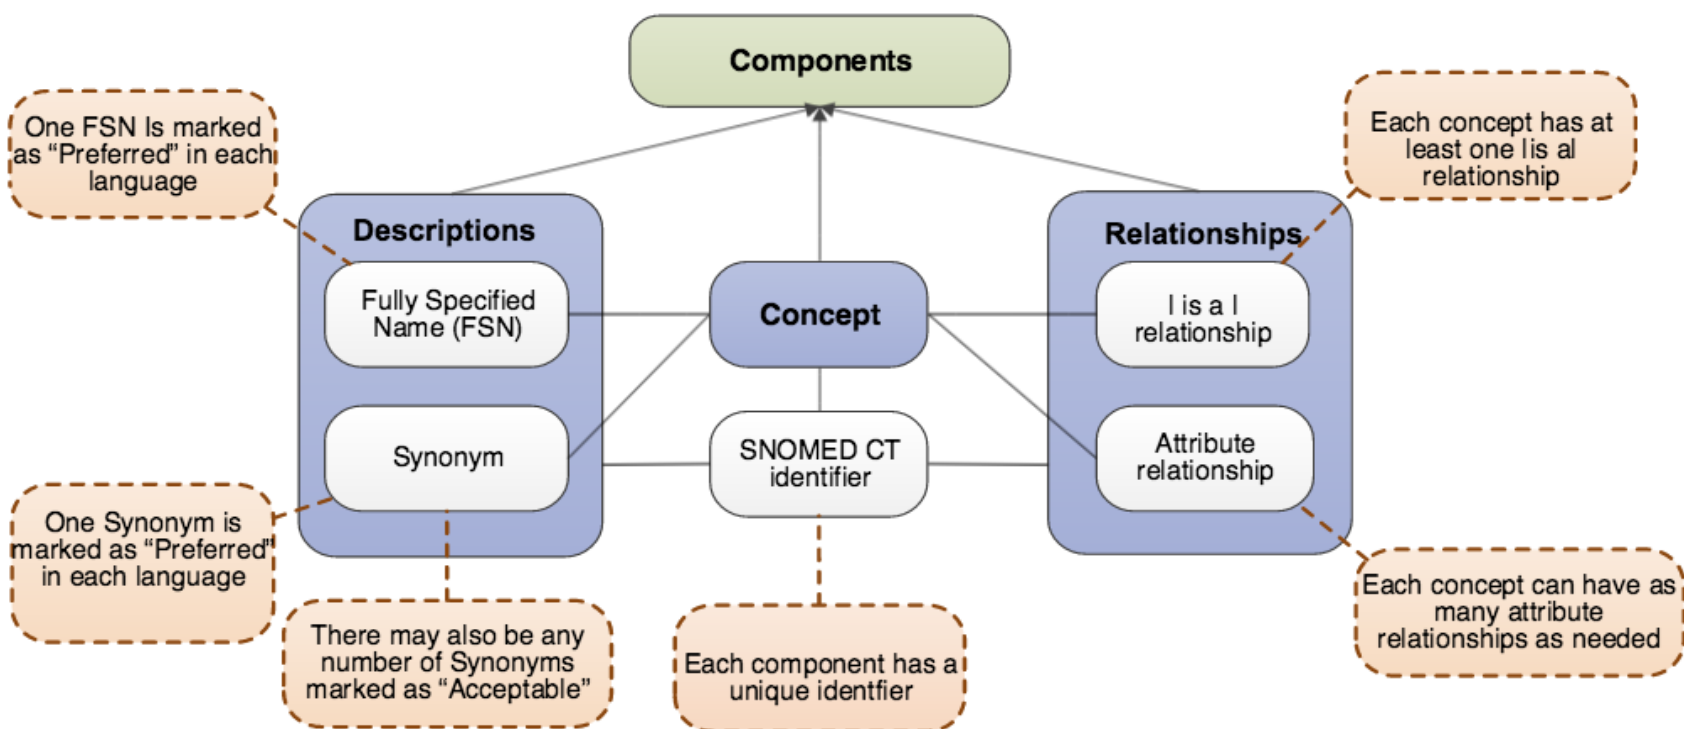 Components
One FSN Is marked
as “Preferred” in each
language
Each concept has at
least one lis al
relationship
Descriptions
Relationships
Fully Specified
Name (FSN)
Concept
l is a l
relationship
Synonym
SNOMED CT
identifier
Attribute
relationship
One Synonym is
marked as “Preferred”
in each language
There may also be any
number of Synonyms
marked as “Acceptable”
Each component has a
unique identfier
Each concept can have as
many attribute
relationships as needed